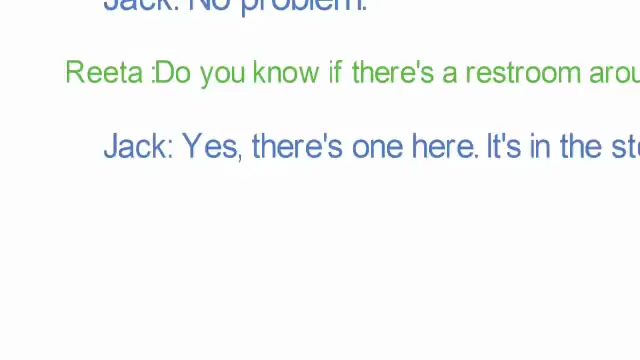 Jack: No problem.
Reeta :Do you know if there's a restroom
Jack: Yes, there's one here. It's in the